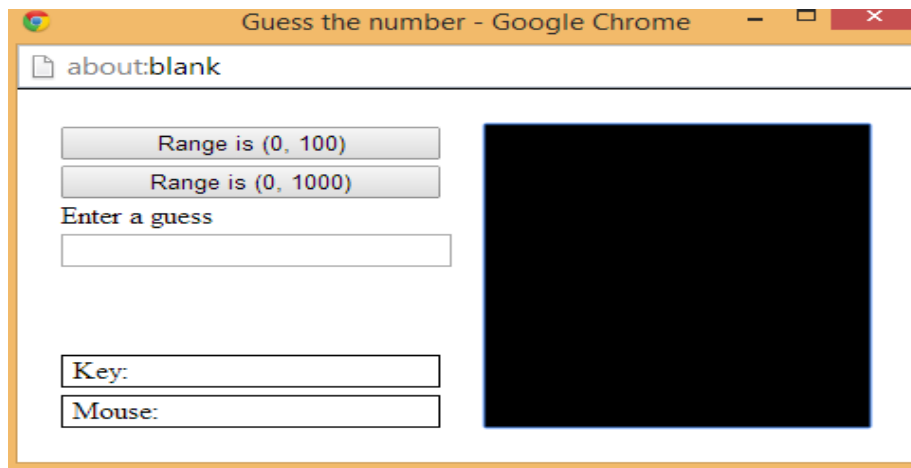 Guess the number - Google Chrome
about:blank
Range is (0, 100)
Range is (0, 1000)
Enter a guess
Key:
Mouse: